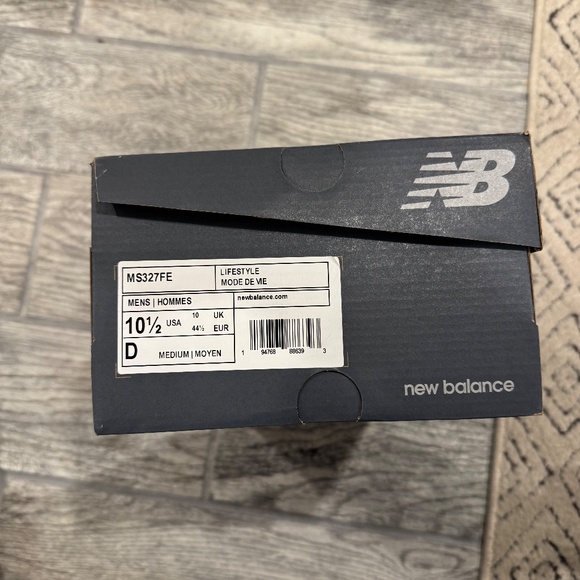 NB
MS327FE
LIFESTYLE
MODE DE VIE
MENS | HOMMES
newbalance.com
10½ USA 10 UK
44½ EUR
D MEDIUM | MOYEN
1 94768 88639 3
new balance